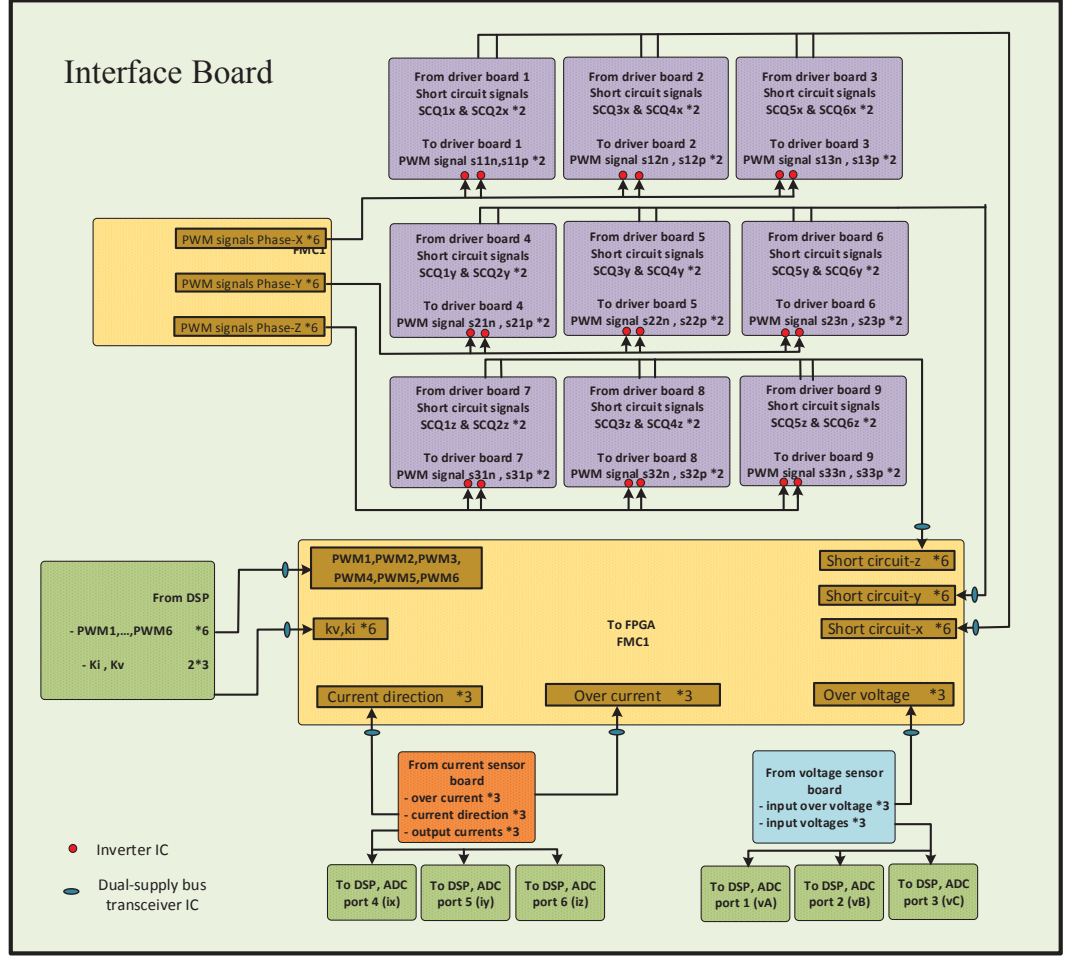 Interface Board
From driver board 1
Short circuit signals
SCQ1x & SCQ2x *2
To driver board 1
PWM signal s11n,s11p *2
From driver board 2
Short circuit signals
SCQ3x & SCQ4x *2
To driver board 2
PWM signal s12n , s12p *2
From driver board 3
Short circuit signals
SCQ5x & SCQ6x *2
To driver board 3
PWM signal s13n , s13p *2
PWM signals Phase-X *6
FMC1
PWM signals Phase-Y *6
PWM signals Phase-Z *6
From driver board 4
Short circuit signals
SCQ1y & SCQ2y *2
To driver board 4
PWM signal s21n , s21p *2
From driver board 5
Short circuit signals
SCQ3y & SCQ4y *2
To driver board 5
PWM signal s22n , s22p *2
From driver board 6
Short circuit signals
SCQ5y & SCQ6y *2
To driver board 6
PWM signal s23n , s23p *2
From driver board 7
Short circuit signals
SCQ1z & SCQ2z *2
To driver board 7
PWM signal s31n , s31p *2
From driver board 8
Short circuit signals
SCQ3z & SCQ4z *2
To driver board 8
PWM signal s32n , s32p *2
From driver board 9
Short circuit signals
SCQ5z & SCQ6z *2
To driver board 9
PWM signal s33n , s33p *2
From DSP
- PWM1,...,PWM6 *6
- Ki , Kv 2*3
PWM1,PWM2,PWM3,
PWM4,PWM5,PWM6
kv,ki *6
To FPGA
FMC1
Short circuit-z *6
Short circuit-y *6
Short circuit-x *6
Current direction *3
Over current *3
Over voltage *3
From current sensor
board
- over current *3
- current direction *3
- output currents *3
From voltage sensor
board
- input over voltage *3
- input voltages *3
Inverter IC
Dual-supply bus
transceiver IC
To DSP, ADC
port 4 (ix)
To DSP, ADC
port 5 (iy)
To DSP, ADC
port 6 (iz)
To DSP, ADC
port 1 (vA)
To DSP, ADC
port 2 (vB)
To DSP, ADC
port 3 (vC)